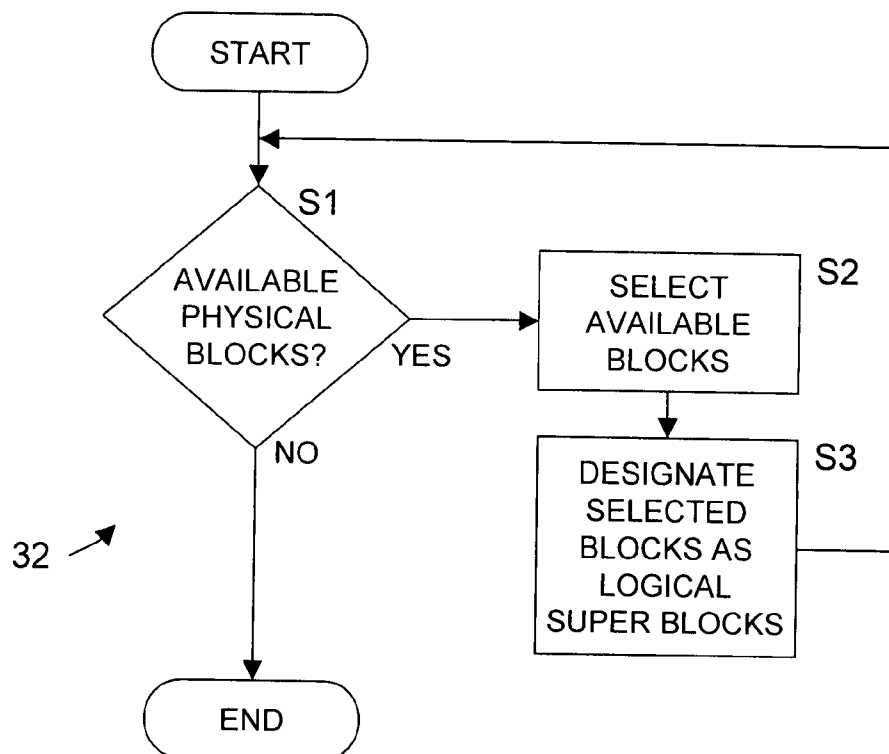 START
S1
AVAILABLE
PHYSICAL
BLOCKS?
YES
NO
S2
SELECT
AVAILABLE
BLOCKS
S3
DESIGNATE
SELECTED
BLOCKS AS
LOGICAL
SUPER BLOCKS
32
END